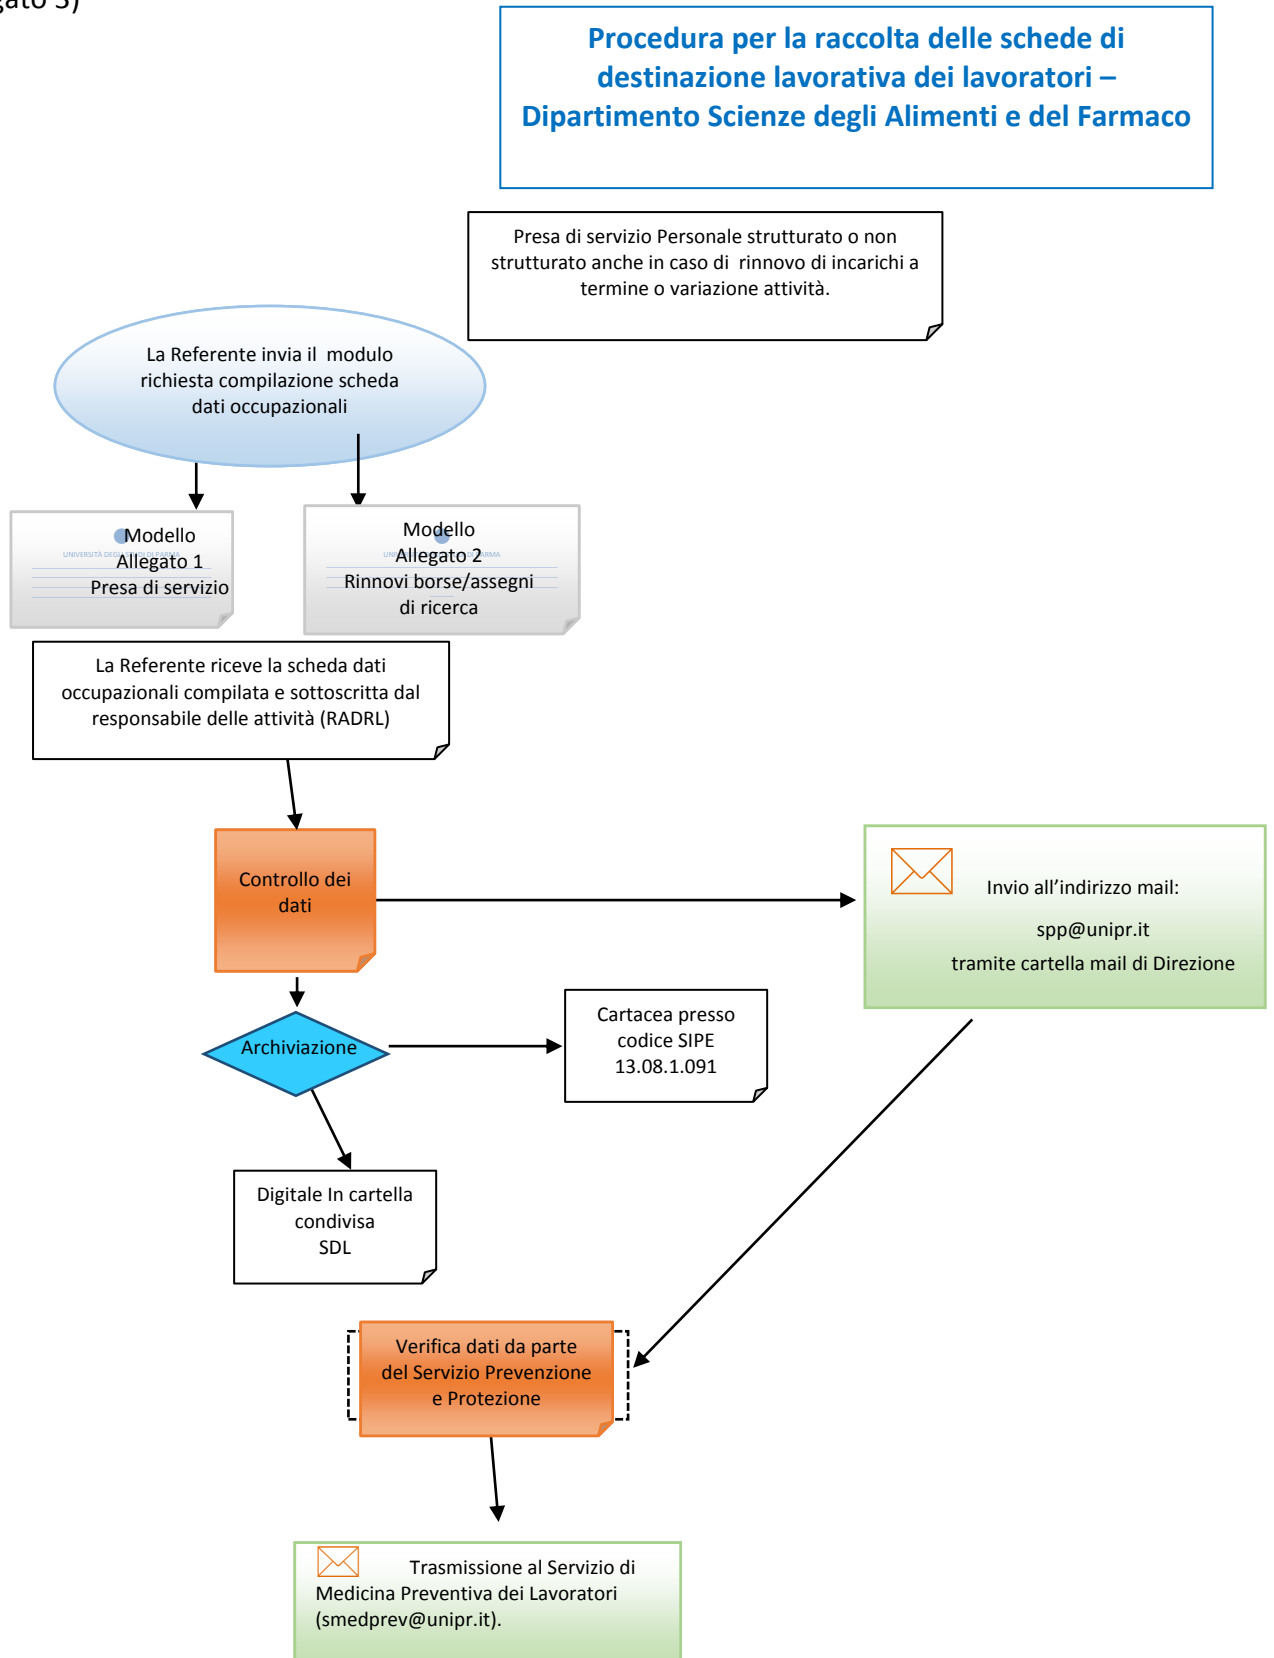 gato 3)
Procedura per la raccolta delle schede di
destinazione lavorativa dei lavoratori –
Dipartimento Scienze degli Alimenti e del Farmaco
Presa di servizio Personale strutturato o non
strutturato anche in caso di rinnovo di incarichi a
termine o variazione attività.
La Referente invia il modulo
richiesta compilazione scheda
dati occupazionali
Modello
UNIVERSITÀ DEGLI STUDI DI PARMA
Allegato 1
Presa di servizio
Modello
Allegato 2
Rinnovi borse/assegni
di ricerca
La Referente riceve la scheda dati
occupazionali compilata e sottoscritta dal
responsabile delle attività (RADRL)
Controllo dei
dati
Invio all’indirizzo mail:
spp@unipr.it
tramite cartella mail di Direzione
Archiviazione
Cartacea presso
codice SIPE
13.08.1.091
Digitale In cartella
condivisa
SDL
Verifica dati da parte
del Servizio Prevenzione
e Protezione
Trasmissione al Servizio di
Medicina Preventiva dei Lavoratori
(smedprev@unipr.it).